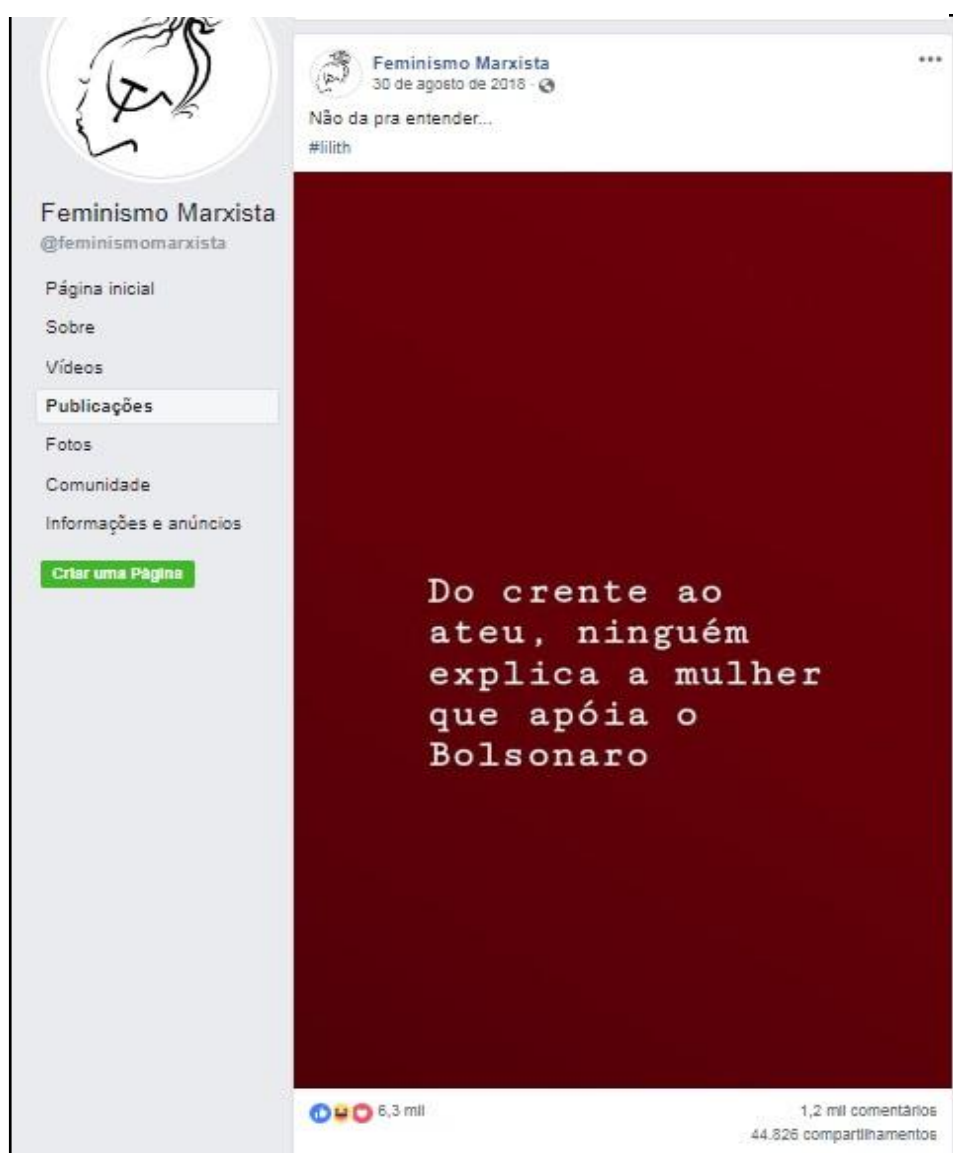 Feminismo Marxista
@feminismomarxista
Página inicial
Sobre
Vídeos
Publicações
Fotos
Comunidade
Informações e anúncios
Criar uma Página
Feminismo Marxista
30 de agosto de 2018 ·
Não da pra entender...
#lilith
Do crente ao
ateu, ninguém
explica a mulher
que apóia o
Bolsonaro
6,3 mil
1,2 mil comentários
44.826 compartilhamentos